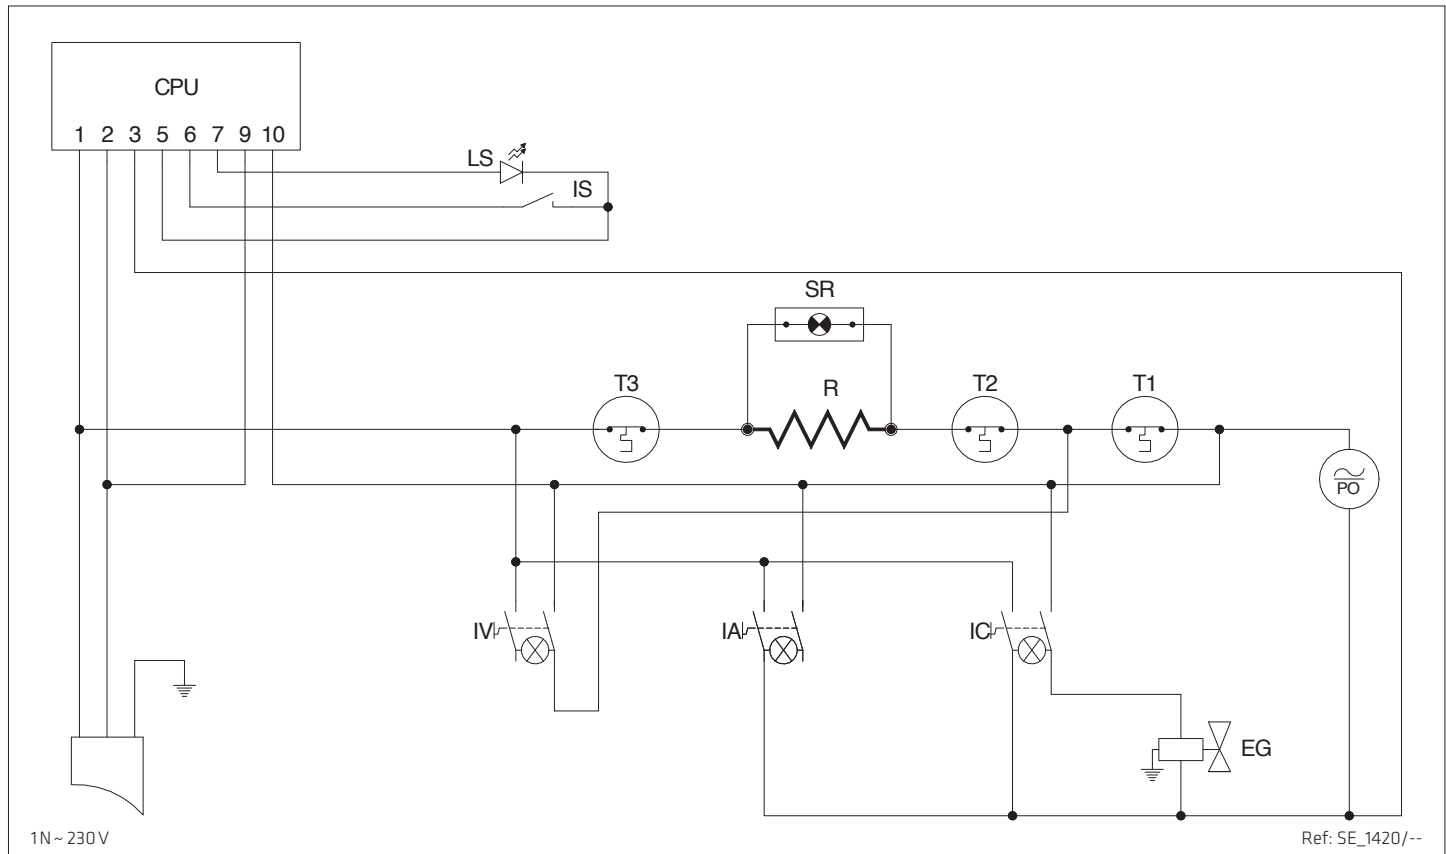 CPU
1 2 3 5 6 7 9 10
LS
IS
SR
T3
R
T2
T1
PO
IV
IA
IC
EG
1N~230V
Ref: SE_1420/--